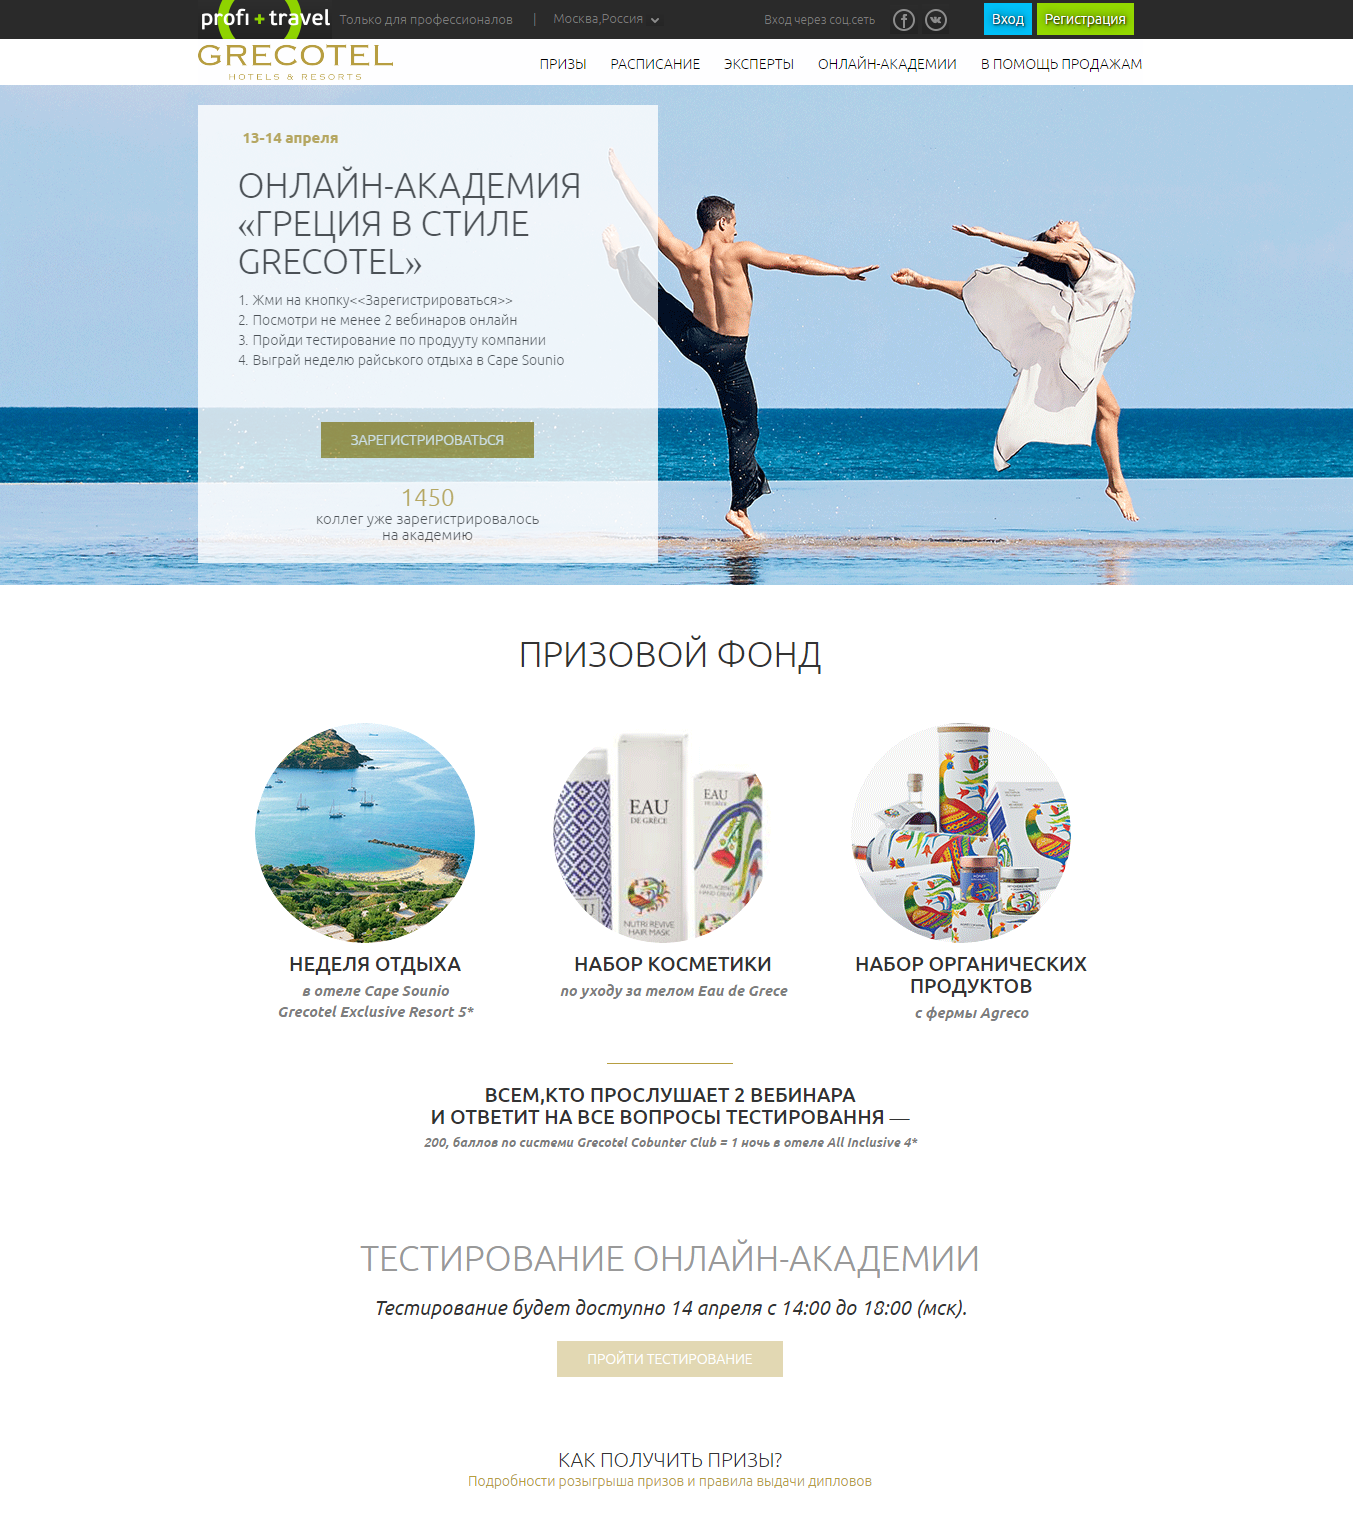 profi + travel Только для профессионалов | Москва,Россия Вход через соц.сеть Вход Регистрация
GRECOTEL
HOTELS & RESORTS
ПРИЗЫ РАСПИСАНИЕ ЭКСПЕРТЫ ОНЛАЙН-АКАДЕМИИ В ПОМОЩЬ ПРОДАЖАМ
13-14 апреля
ОНЛАЙН-АКАДЕМИЯ
«ГРЕЦИЯ В СТИЛЕ
GRECOTEL»
1. Жми на кнопку<<Зарегистрироваться>>
2. Посмотри не менее 2 вебинаров онлайн
3. Пройди тестирование по продууту компании
4. Выграй неделю райського отдыха в Cape Sounio
ЗАРЕГИСТРИРОВАТЬСЯ
1450
коллег уже зарегистрировалось
на академию
ПРИЗОВОЙ ФОНД
EAU
DE GRÈCE
NUTRI REVIVE
HAIR MASK
EAU
DE GRÈCE
ANTI-AGEING
HAND CREAM
EAU
HONEY
НЕДЕЛЯ ОТДЫХА
в отеле Cape Sounio
Grecotel Exclusive Resort 5*
НАБОР КОСМЕТИКИ
по уходу за телом Eau de Grece
НАБОР ОРГАНИЧЕСКИХ
ПРОДУКТОВ
с фермы Agreco
ВСЕМ,КТО ПРОСЛУШАЕТ 2 ВЕБИНАРА
И ОТВЕТИТ НА ВСЕ ВОПРОСЫ ТЕСТИРОВАННЯ —
200, баллов по системи Grecotel Cobunter Club = 1 ночь в отеле All Inclusive 4*
ТЕСТИРОВАНИЕ ОНЛАЙН-АКАДЕМИИ
Тестирование будет доступно 14 апреля с 14:00 до 18:00 (мск).
ПРОЙТИ ТЕСТИРОВАНИЕ
КАК ПОЛУЧИТЬ ПРИЗЫ?
Подробности розыгрыша призов и правила выдачи дипловов